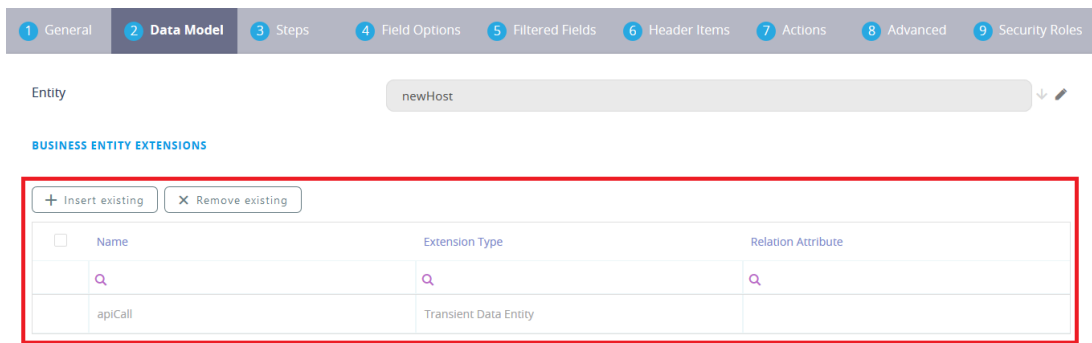 1 General 2 Data Model 3 Steps 4 Field Options 5 Filtered Fields 6 Header Items 7 Actions 8 Advanced 9 Security Roles
Entity newHost
BUSINESS ENTITY EXTENSIONS
Insert existing Remove existing
Name Extension Type Relation Attribute
apiCall Transient Data Entity